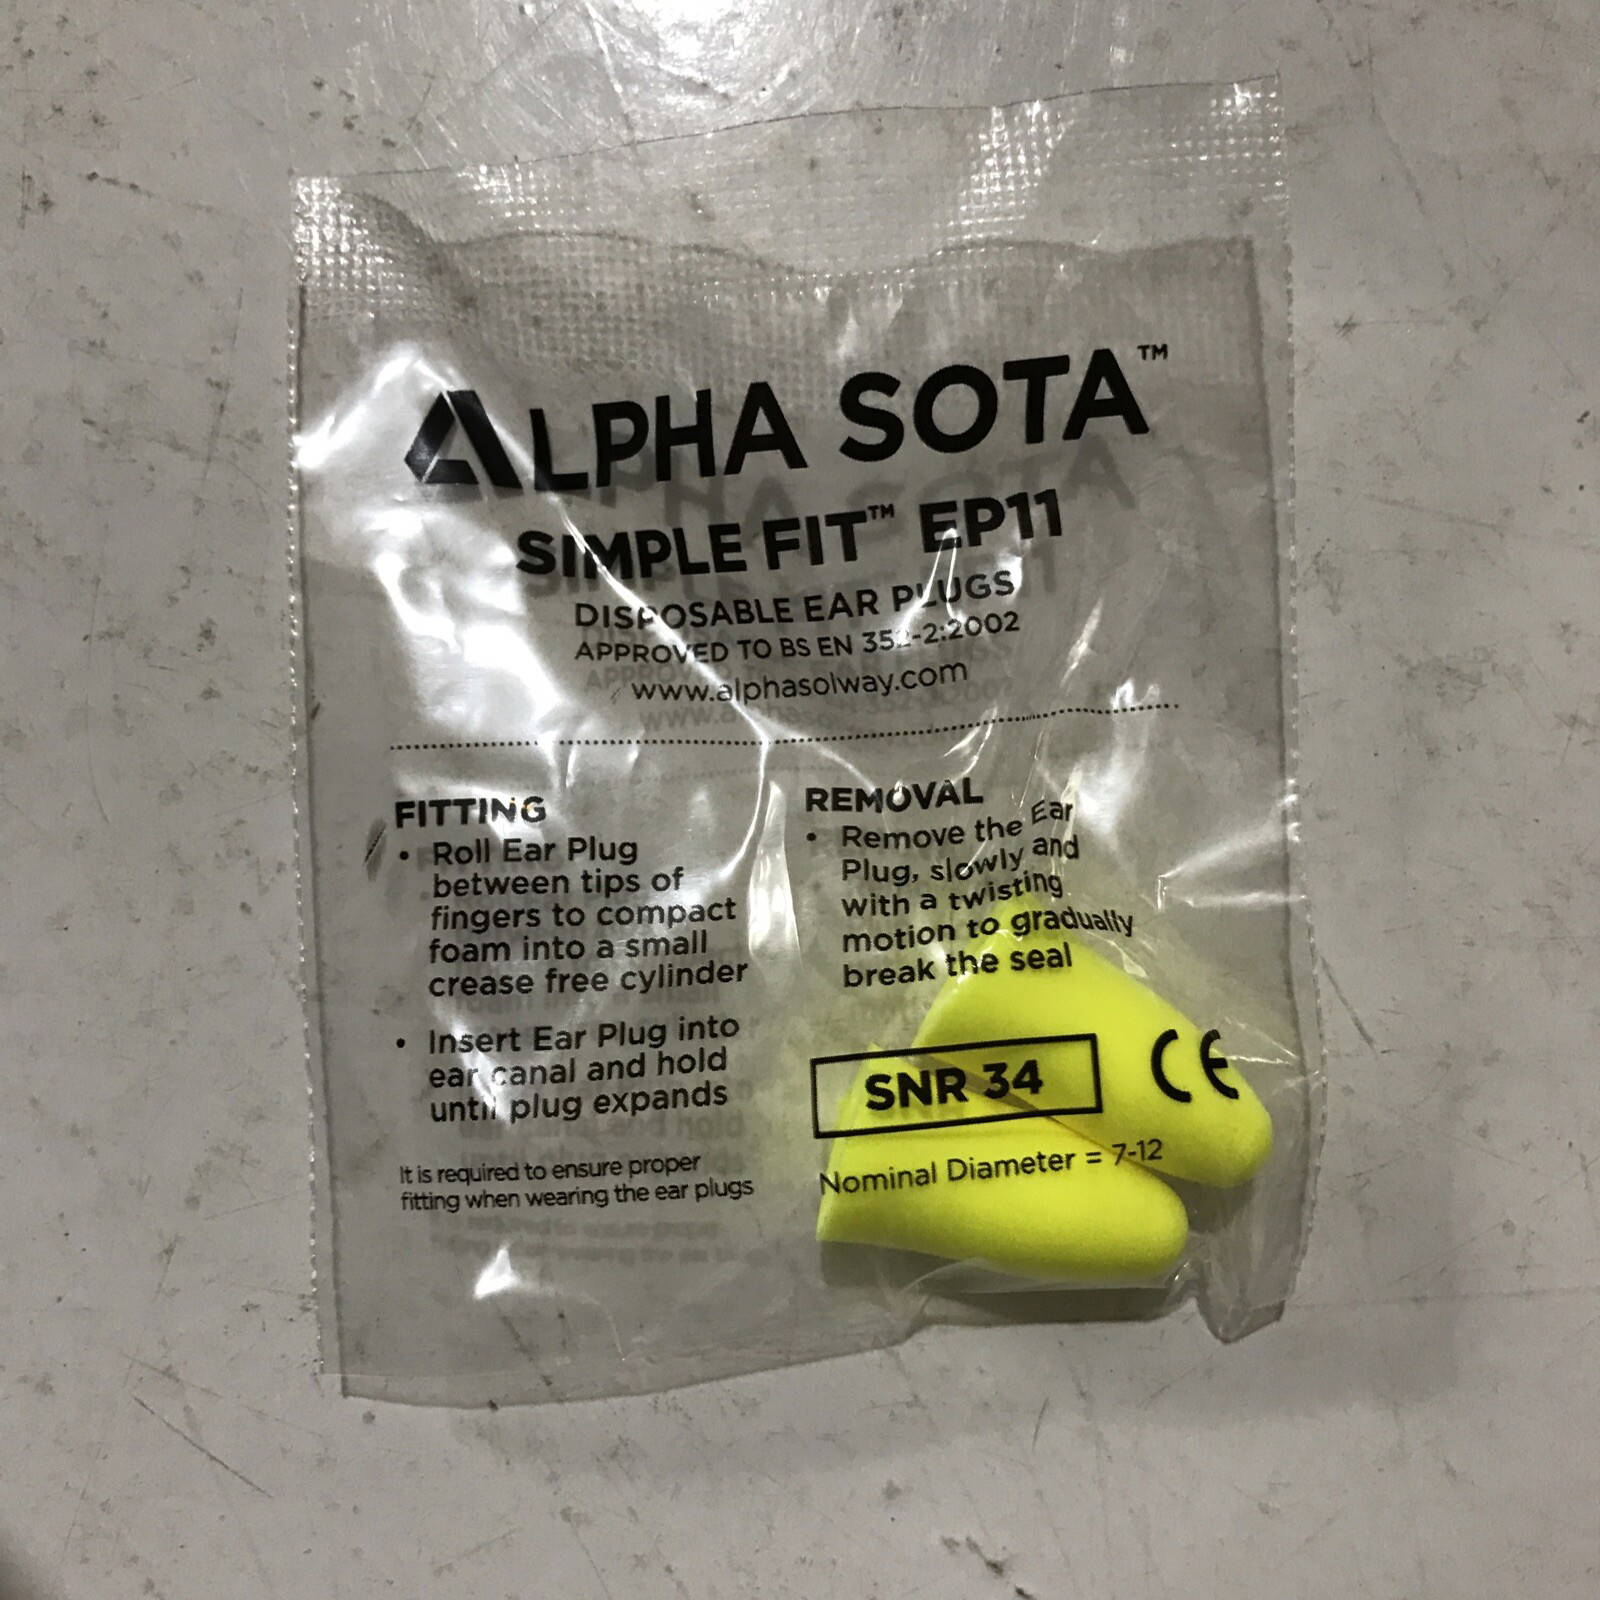 ALPHA SOTA™
SIMPLE FIT™ EP11
DISPOSABLE EAR PLUGS
APPROVED TO BS EN 352-2:2002
www.alphasolway.com
FITTING
• Roll Ear Plug
between tips of
fingers to compact
foam into a small
crease free cylinder
• Insert Ear Plug into
ear canal and hold
until plug expands
It is required to ensure proper
fitting when wearing the ear plugs
REMOVAL
• Remove the Ear
Plug, slowly and
with a twisting
motion to gradually
break the seal
SNR 34
CE
Nominal Diameter = 7-12